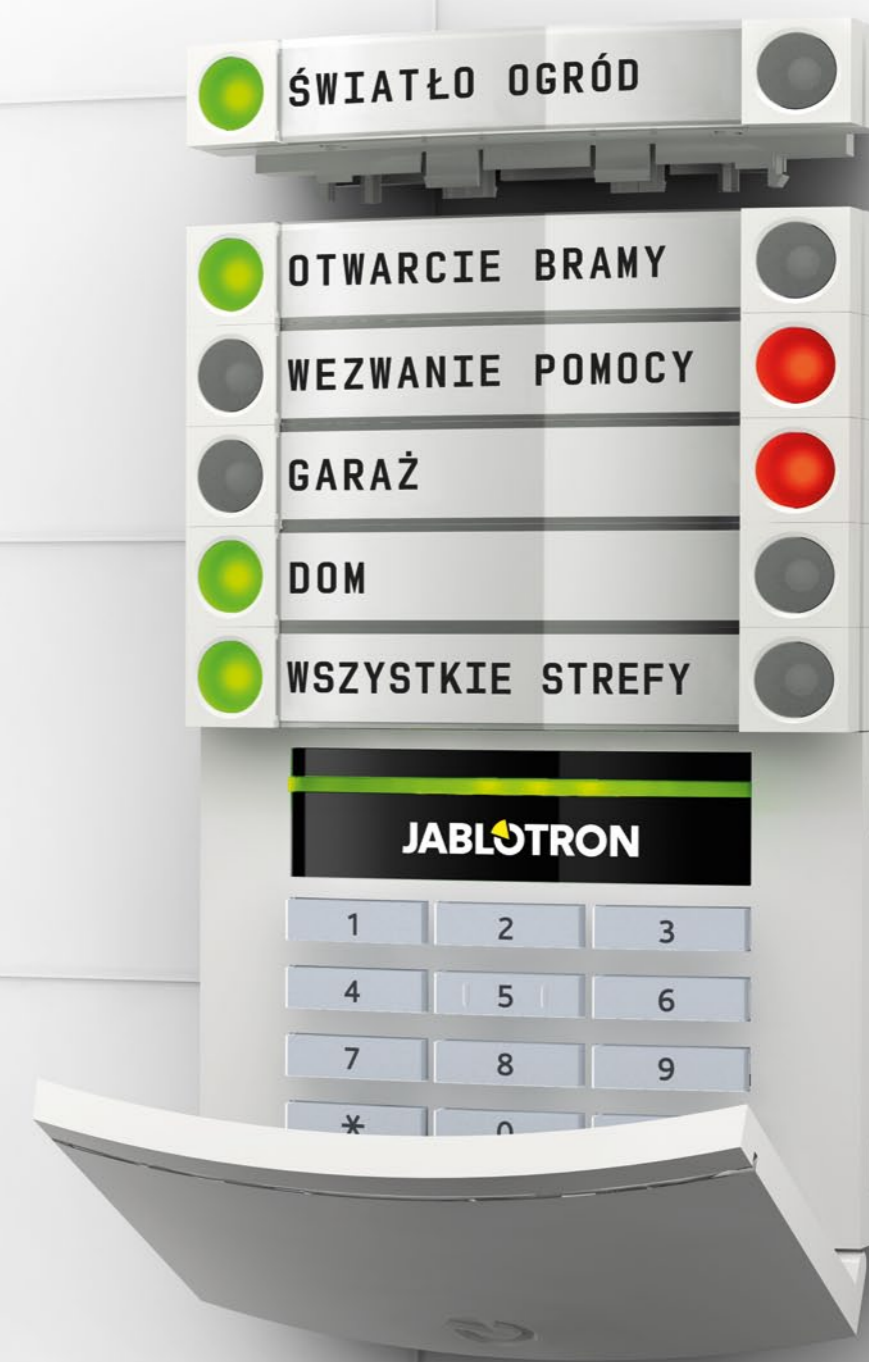 ŚWIATŁO OGRÓD
OTWARCIE BRAMY
WEZWANIE POMOCY
GARAŻ
DOM
WSZYSTKIE STREFY
JABLOTRON
1 2 3
4 5 6
7 8 9
* 0